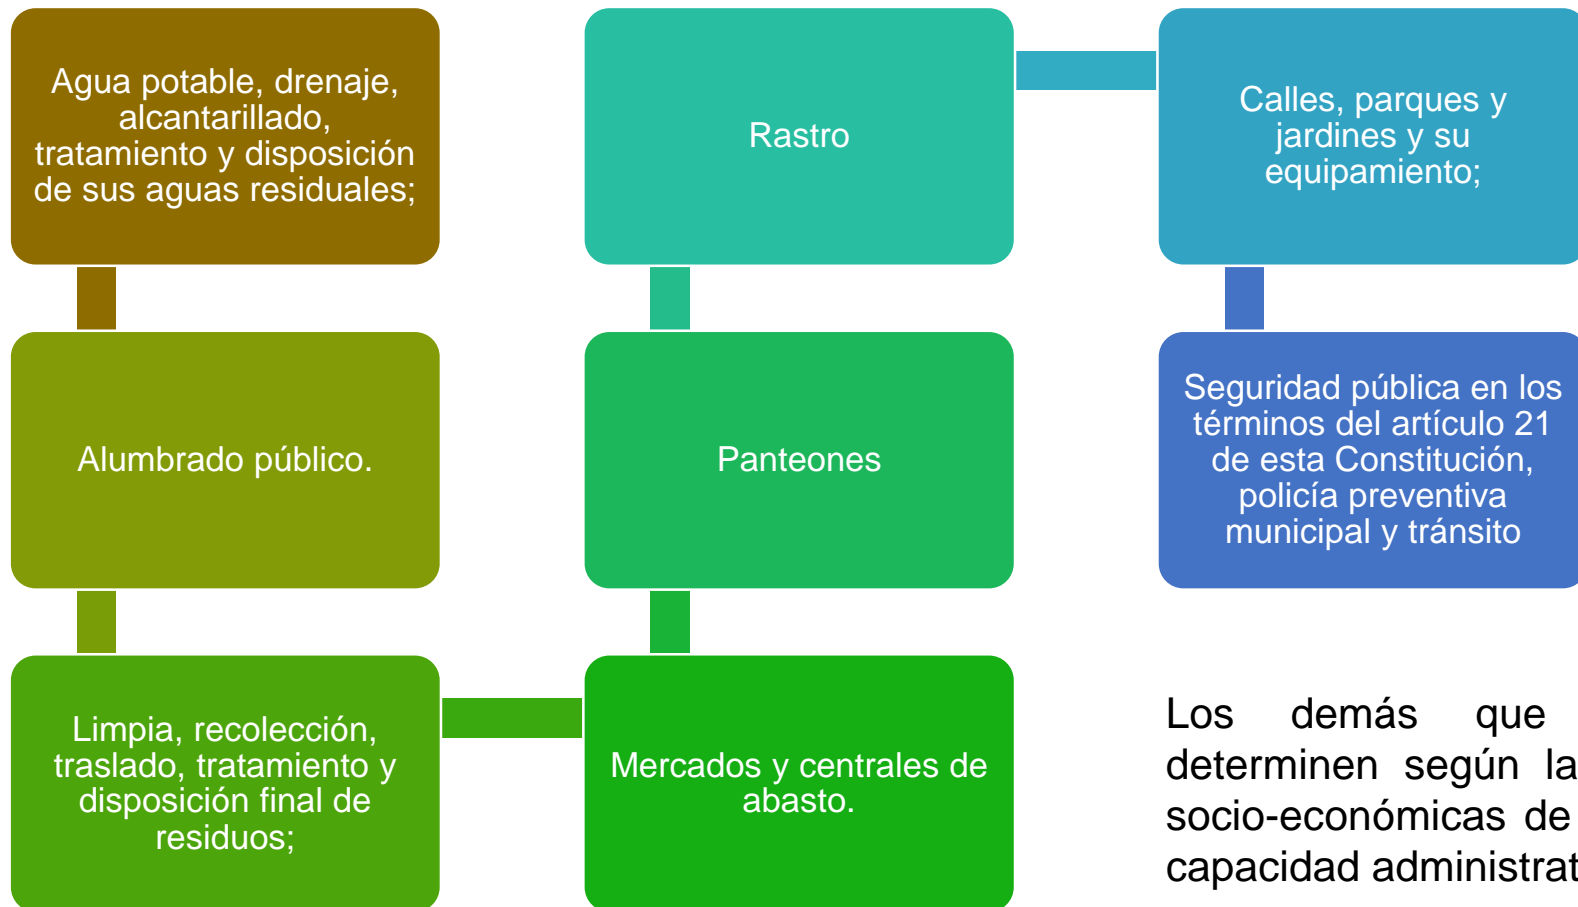 Agua potable, drenaje,
alcantarillado,
tratamiento y disposición
de sus aguas residuales;
Alumbrado público.
Limpia, recolección,
traslado, tratamiento y
disposición final de
residuos;
Mercados y centrales de
abasto.
Panteones
Rastro
Calles, parques y
jardines y su
equipamiento;
Seguridad pública en los
términos del artículo 21
de esta Constitución,
policía preventiva
municipal y tránsito
Los demás que
determinen según
socio-económicas de
capacidad